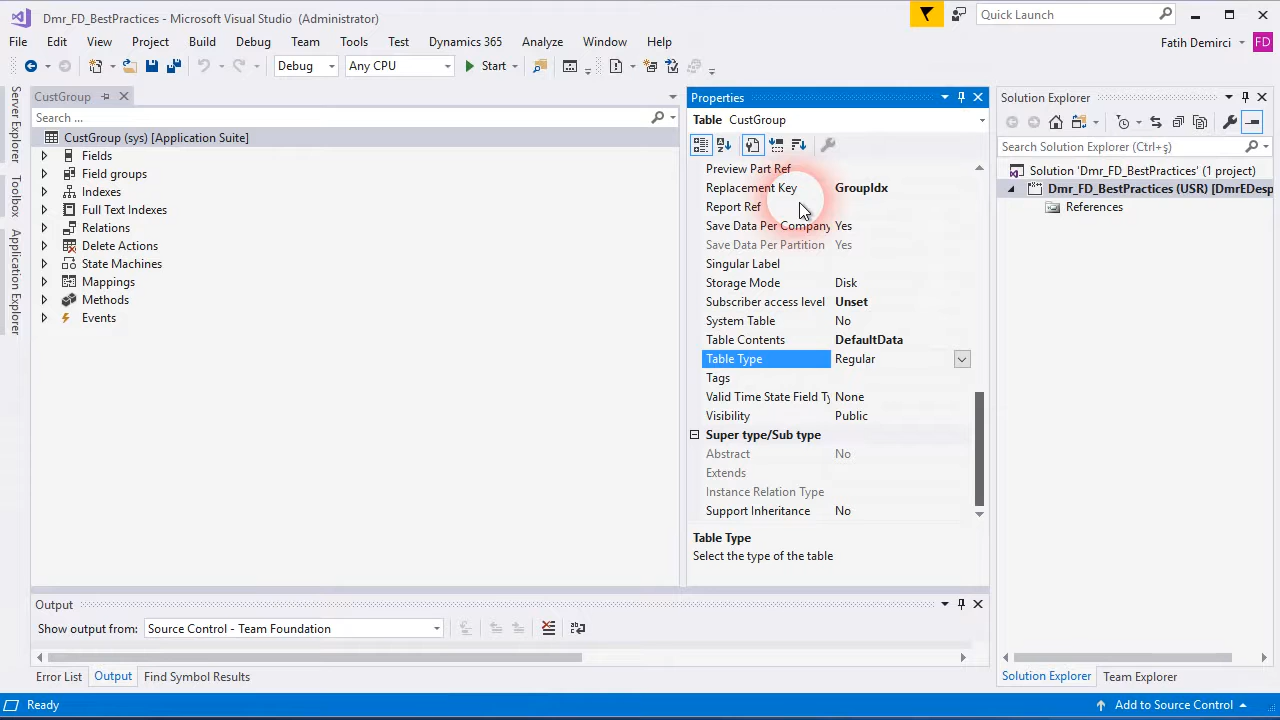 Dmr_FD_BestPractices - Microsoft Visual Studio (Administrator)
Quick Launch
File Edit View Project Build Debug Team Tools Test Dynamics 365 Analyze Window Help
Fatih Demirci FD
Debug Any CPU Start
Server Explorer
Toolbox
Application Explorer
CustGroup
Search ...
CustGroup (sys) [Application Suite]
Fields
Field groups
Indexes
Full Text Indexes
Relations
Delete Actions
State Machines
Mappings
Methods
Events
Properties
Table CustGroup
Preview Part Ref
Replacement Key GroupIdx
Report Ref
Save Data Per Company Yes
Save Data Per Partition Yes
Singular Label
Storage Mode Disk
Subscriber access level Unset
System Table No
Table Contents DefaultData
Table Type Regular
Tags
Valid Time State Field Ty None
Visibility Public
Super type/Sub type
Abstract No
Extends
Instance Relation Type
Support Inheritance No
Table Type
Select the type of the table
Solution Explorer
Search Solution Explorer (Ctrl+ş)
Solution 'Dmr_FD_BestPractices' (1 project)
Dmr_FD_BestPractices (USR) [DmrEDesp
References
Output
Show output from: Source Control - Team Foundation
Error List Output Find Symbol Results
Solution Explorer Team Explorer
Ready
Add to Source Control